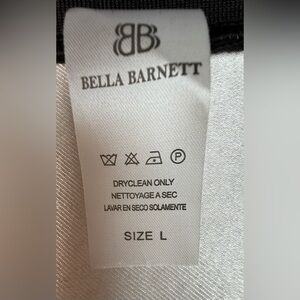 BB
BELLA BARNETT
P
DRYCLEAN ONLY
NETTOYAGE A SEC
LAVAR EN SECO SOLAMENTE
SIZE L